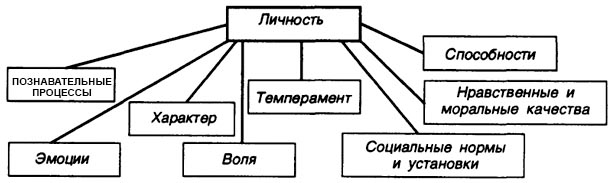 Личность
Способности
ПОЗНАВАТЕЛЬНЫЕ
ПРОЦЕССЫ
Темперамент
Нравственные и
моральные качества
Характер
Эмоции
Воля
Социальные нормы
и установки